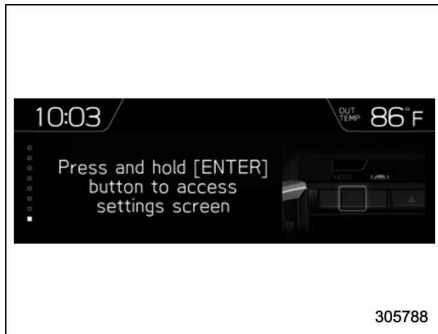 10:03
OUT
TEMP
86°F
Press and hold [ENTER]
button to access
settings screen
305788